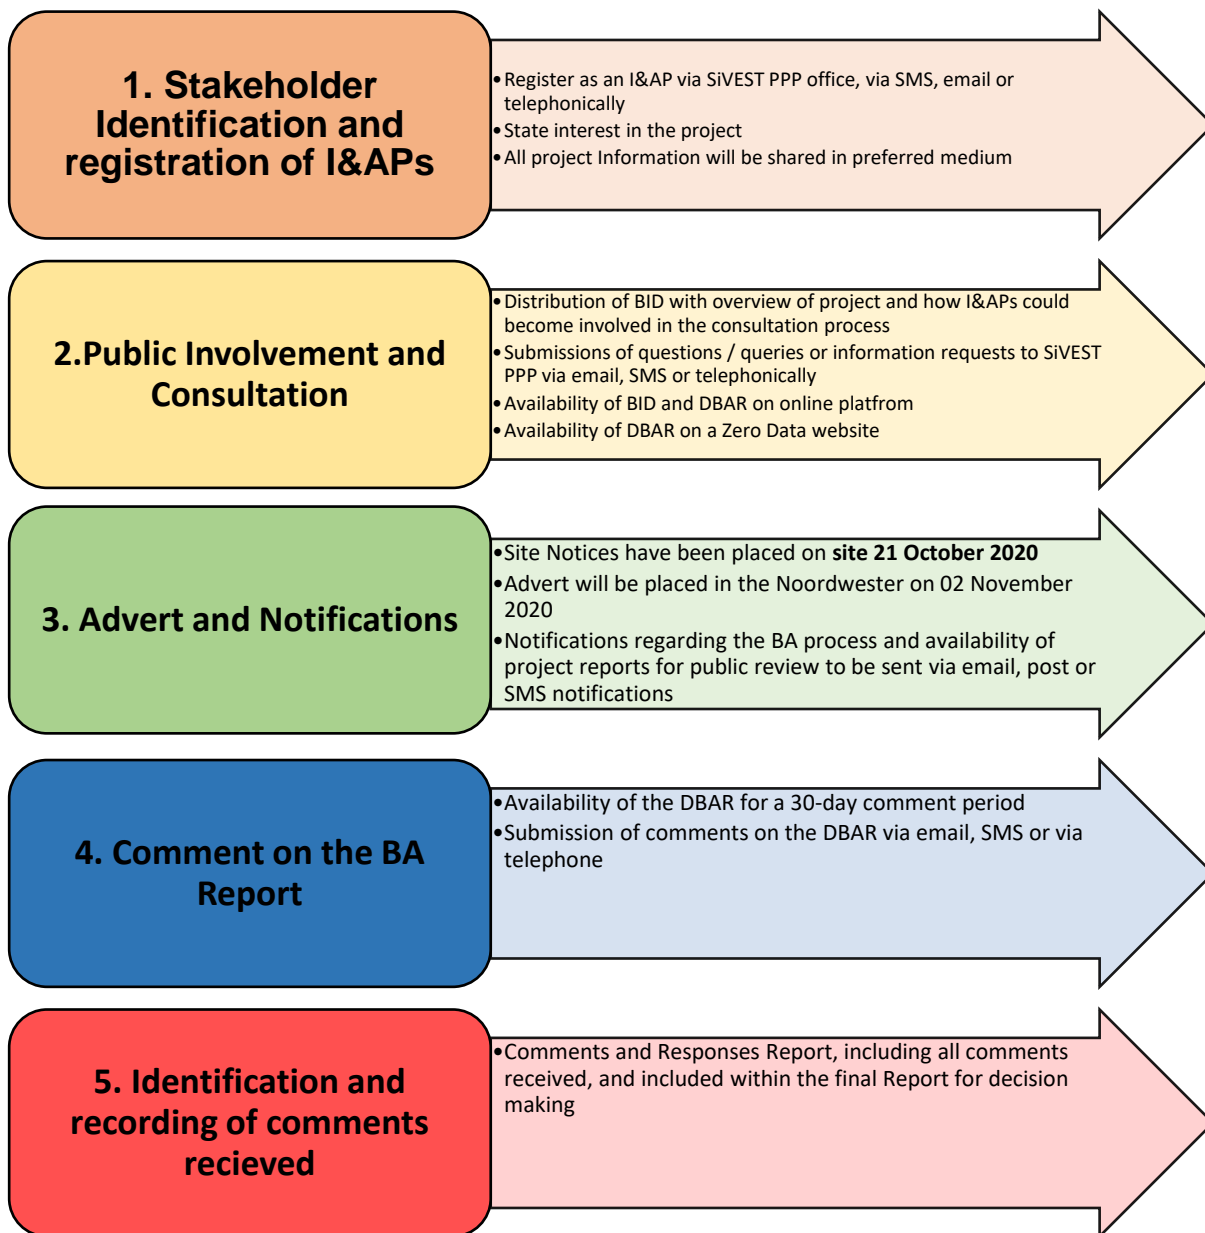 1. Stakeholder
Identification and
registration of I&APs
•Register as an I&AP via SiVEST PPP office, via SMS, email or
telephonically
•State interest in the project
•All project Information will be shared in preferred medium
2.Public Involvement and
Consultation
•Distribution of BID with overview of project and how I&APs could
become involved in the consultation process
•Submissions of questions / queries or information requests to SiVEST
PPP via email, SMS or telephonically
•Availability of BID and DBAR on online platfrom
•Availability of DBAR on a Zero Data website
3. Advert and Notifications
•Site Notices have been placed on site 21 October 2020
•Advert will be placed in the Noordwester on 02 November
2020
•Notifications regarding the BA process and availability of
project reports for public review to be sent via email, post or
SMS notifications
4. Comment on the BA
Report
•Availability of the DBAR for a 30-day comment period
•Submission of comments on the DBAR via email, SMS or via
telephone
5. Identification and
recording of comments
recieved
•Comments and Responses Report, including all comments
received, and included within the final Report for decision
making